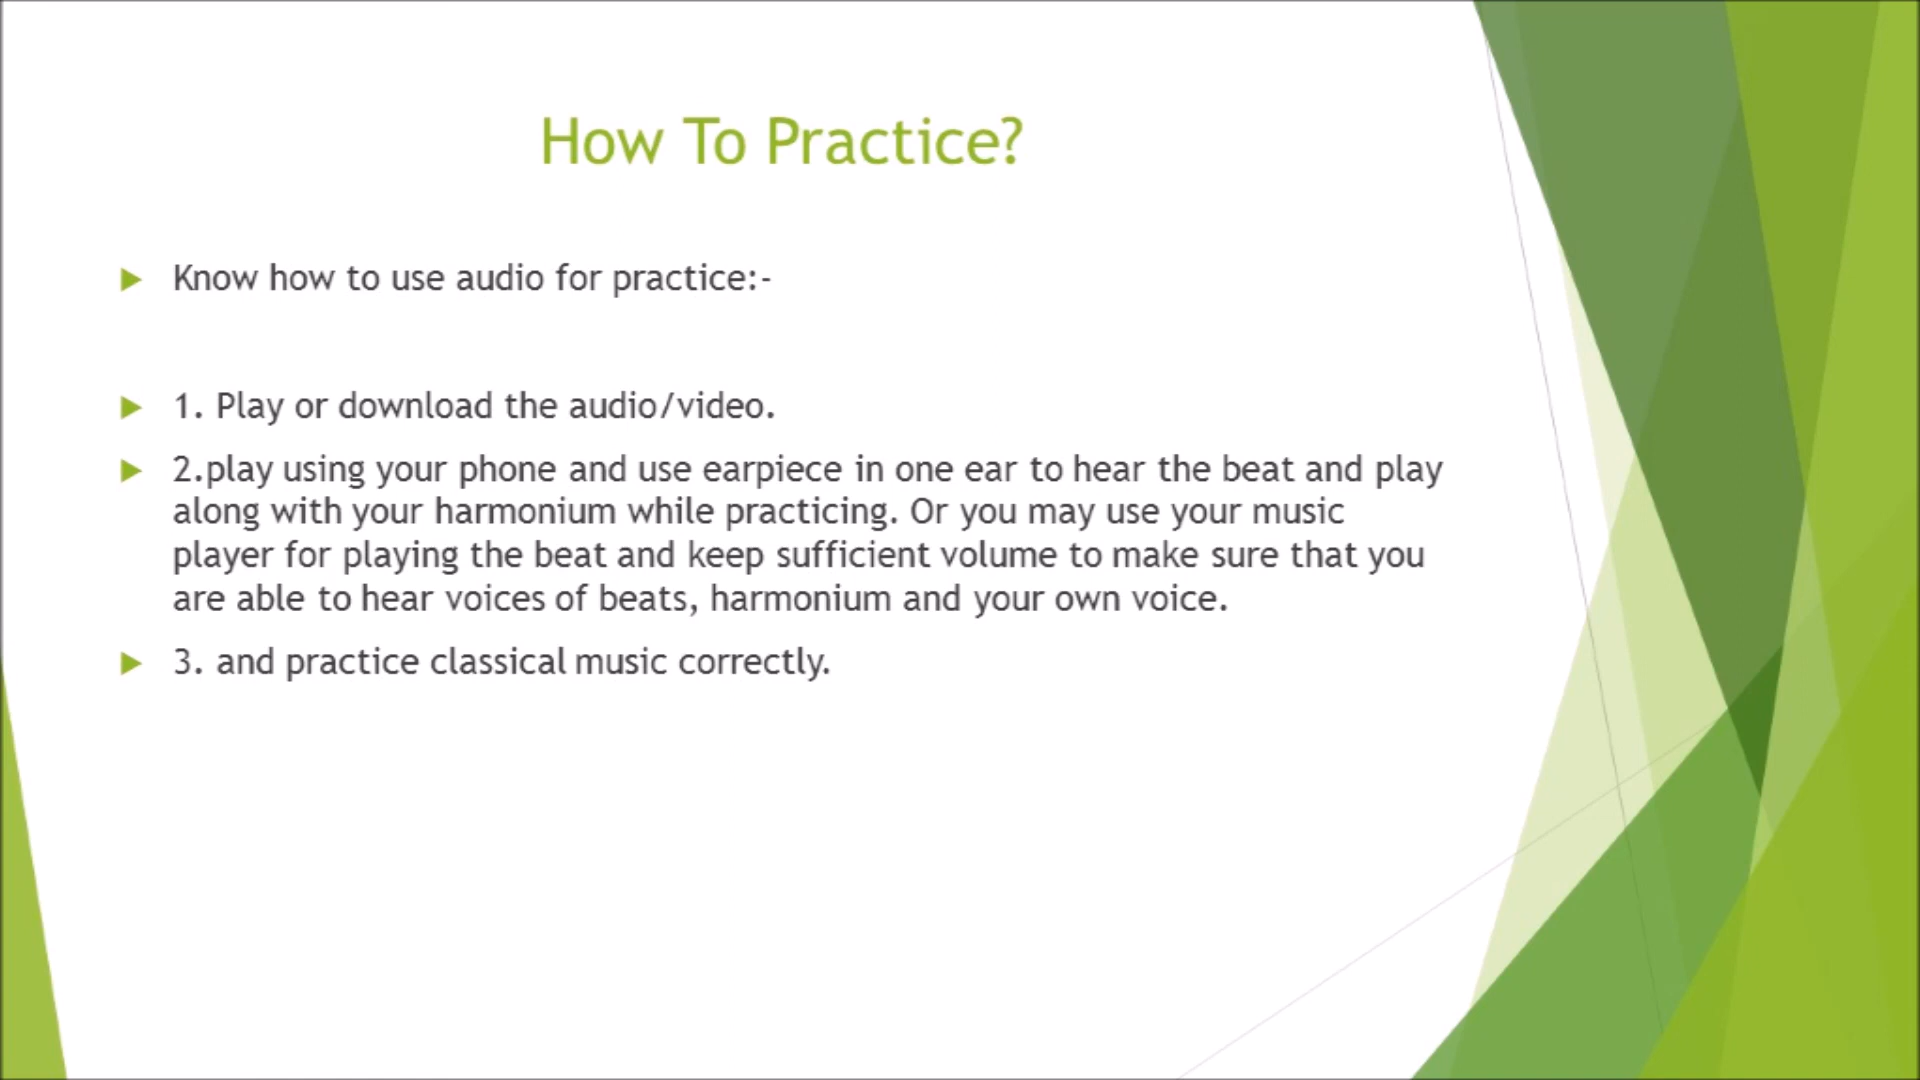 How To Practice?
Know how to use audio for practice:-
1. Play or download the audio/video.
2.play using your phone and use earpiece in one ear to hear the beat and play
along with your harmonium while practicing. Or you may use your music
player for playing the beat and keep sufficient volume to make sure that you
are able to hear voices of beats, harmonium and your own voice.
3. and practice classical music correctly.